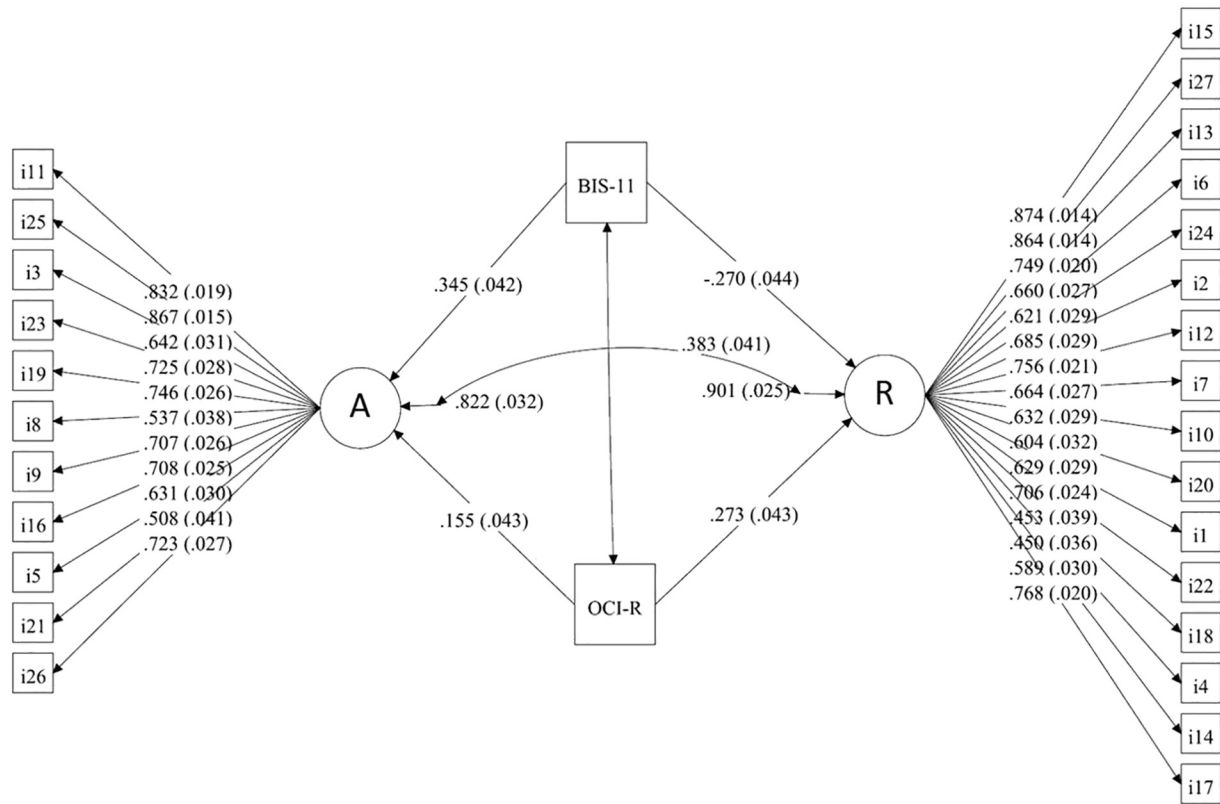 i11
i25
i3
i23
i19
i8
i9
i16
i5
i21
i26
.832 (.019)
.867 (.015)
.642 (.031)
.725 (.028)
.746 (.026)
.537 (.038)
.707 (.026)
.708 (.025)
.631 (.030)
.508 (.041)
.723 (.027)
A
BIS-11
.345 (.042)
-.270 (.044)
.383 (.041)
.822 (.032)
.901 (.025)
.155 (.043)
.273 (.043)
OCI-R
R
.874 (.014)
.864 (.014)
.749 (.020)
.660 (.027)
.621 (.029)
.685 (.029)
.756 (.021)
.664 (.027)
.632 (.029)
.604 (.032)
.629 (.029)
.706 (.024)
.453 (.039)
.450 (.036)
.589 (.030)
.768 (.020)
i15
i27
i13
i6
i24
i2
i12
i7
i10
i20
i1
i22
i18
i4
i14
i17